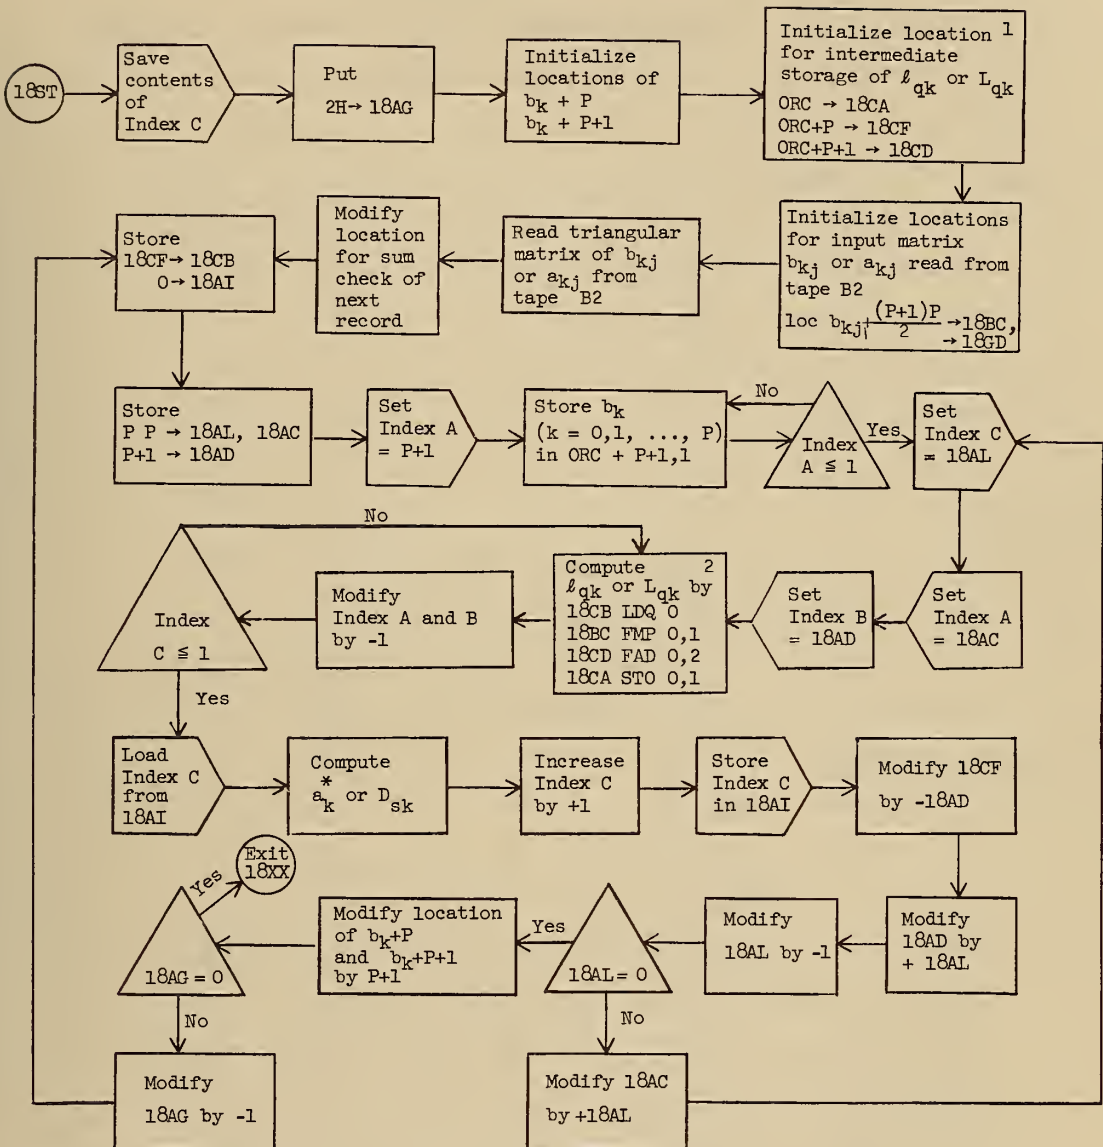 18ST
Save
contents
of
Index C
Put
2H→ 18AG
Initialize
locations of
b_k + P
b_k + P+1
Initialize location 1
for intermediate
storage of ℓ_qk or L_qk
ORC → 18CA
ORC+P → 18CF
ORC+P+1 → 18CD
Initialize locations
for input matrix
b_kj or a_kj read from
tape B2
loc b_kj+(P+1)P/2 →18BC,
→18GD
Read triangular
matrix of b_kj
or a_kj from
tape B2
Modify
location
for sum
check of
next
record
Store
18CF→ 18CB
0→ 18AI
Store
P P → 18AL, 18AC
P+1 → 18AD
Set
Index A
= P+1
Store b_k
(k = 0,1, ..., P)
in ORC + P+1,1
No
Index
A ≦ 1
Yes
Set
Index C
= 18AL
Set
Index A
= 18AC
Set
Index B
= 18AD
Compute 2
ℓ_qk or L_qk by
18CB LDQ 0
18BC FMP 0,1
18CD FAD 0,2
18CA STO 0,1
Modify
Index A and B
by -1
No
Index
C ≦ 1
Yes
Load
Index C
from
18AI
Compute
a*_k or D_sk
Increase
Index C
by +1
Store
Index C
in 18AI
Modify 18CF
by -18AD
Modify
18AD by
+ 18AL
Modify
18AL by -1
18AL= 0
Yes
Modify location
of b_k+P
and b_k+P+1
by P+1
18AG= 0
Yes
Exit
18XX
No
Modify
18AG by -1
No
Modify 18AC
by +18AL